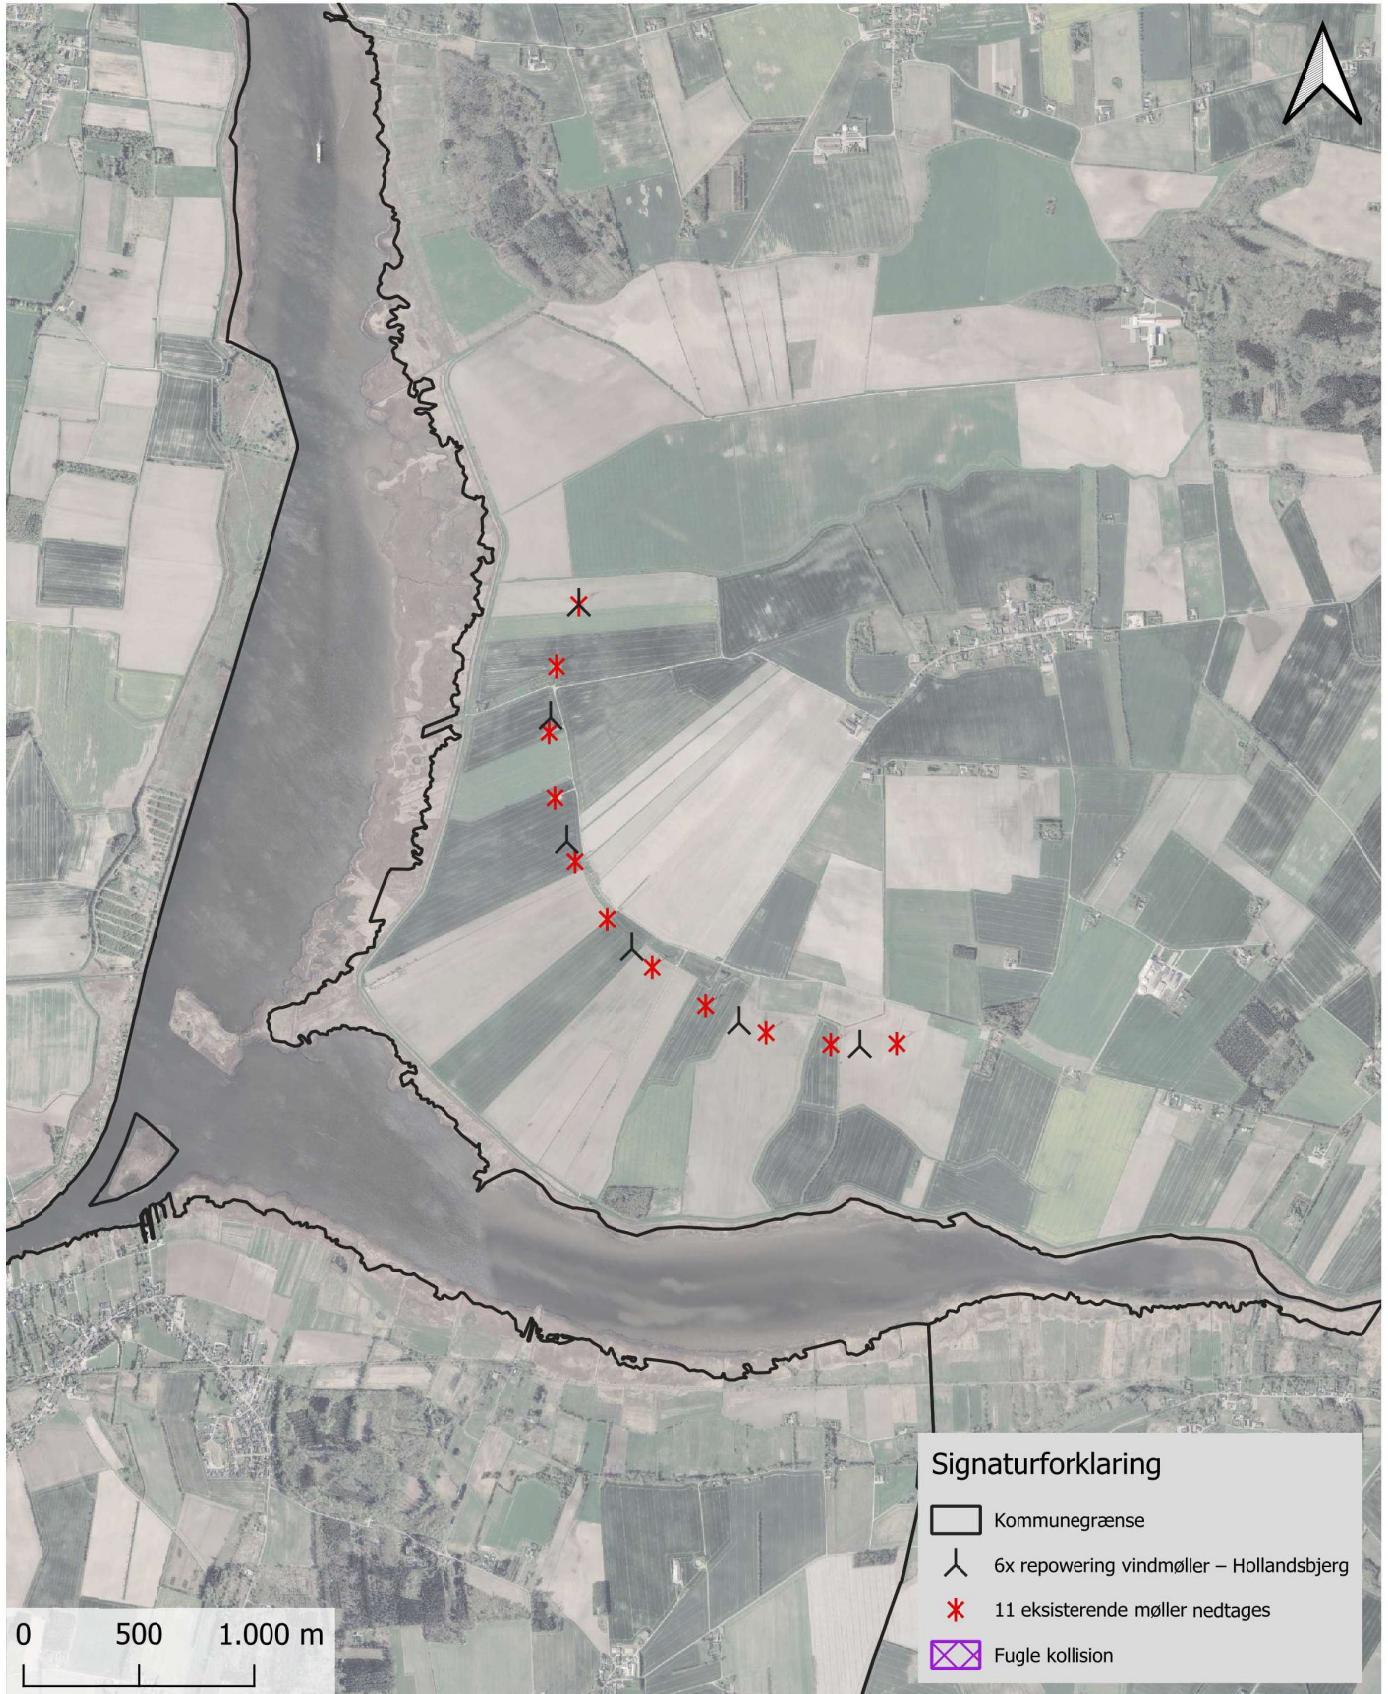 Signaturforklaring
Kommunegrænse
6x repowering vindmøller – Hollandsbjerg
11 eksisterende møller nedtages
Fugle kollision
0 500 1.000 m